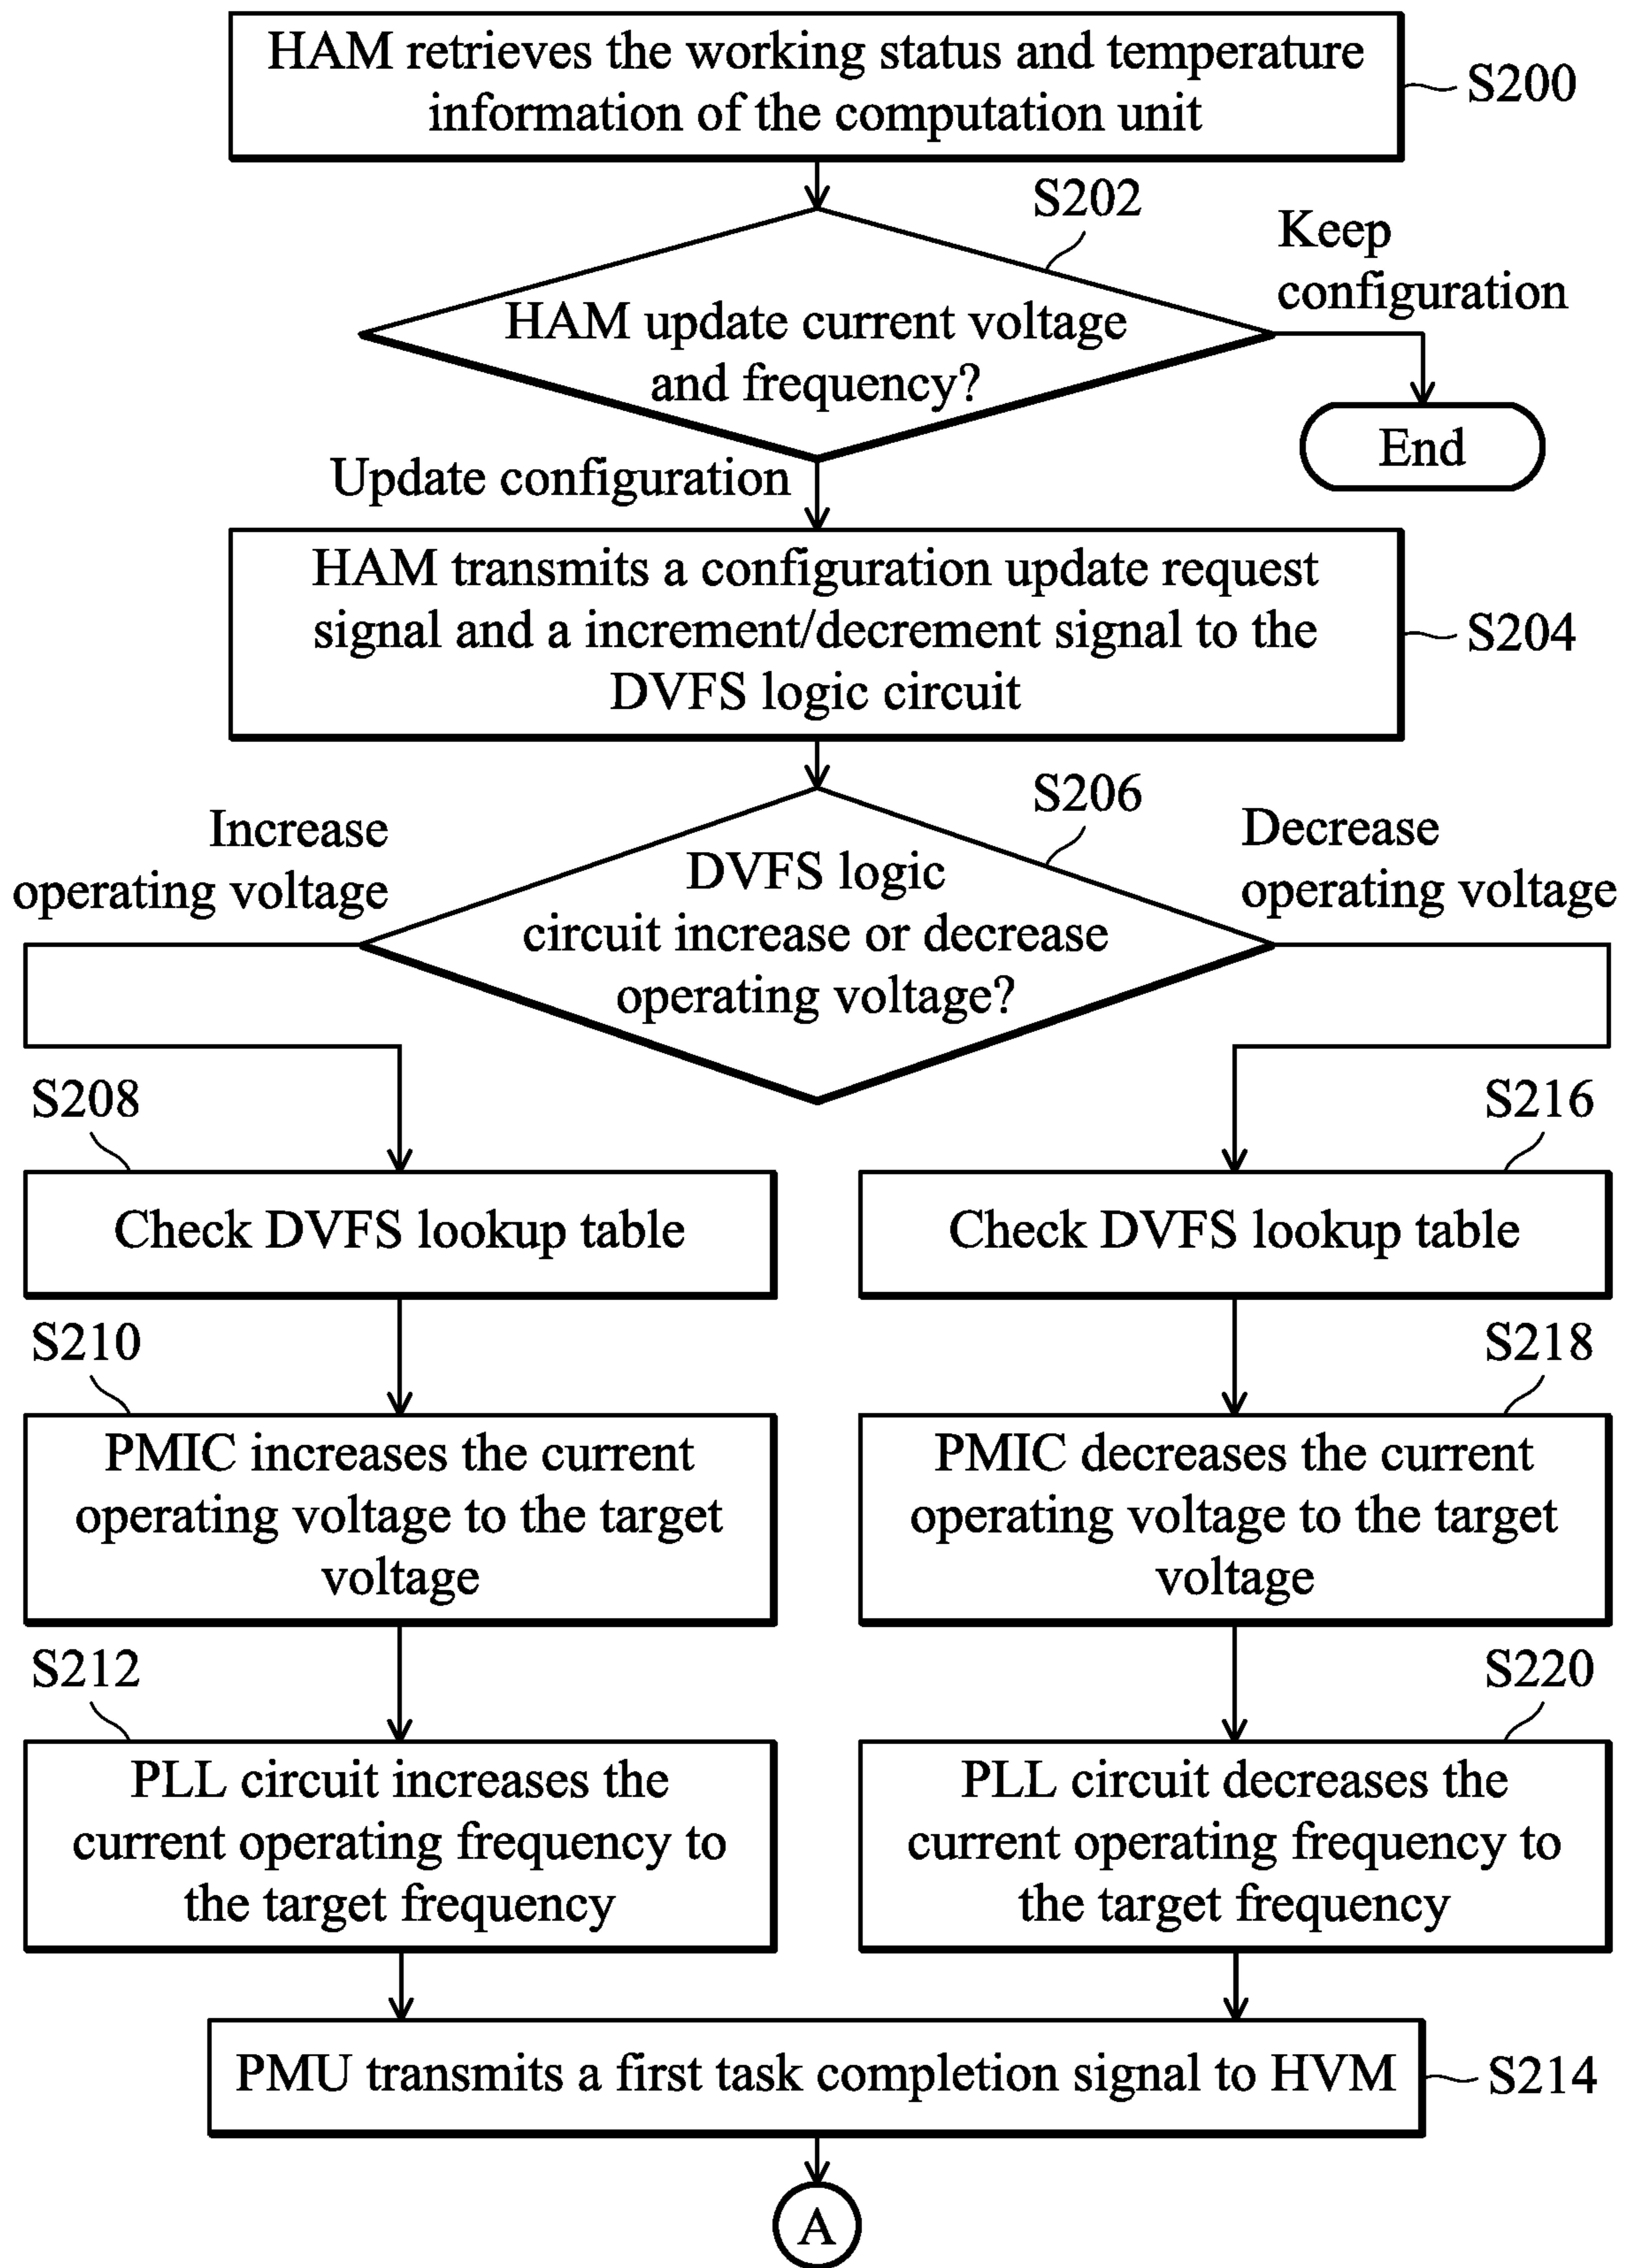 HAM retrieves the working status and temperature
information of the computation unit
S200
S202
HAM update current voltage
and frequency?
Keep
configuration
End
Update configuration
HAM transmits a configuration update request
signal and a increment/decrement signal to the
DVFS logic circuit
S204
S206
DVFS logic
circuit increase or decrease
operating voltage?
Increase
operating voltage
Decrease
operating voltage
S208
Check DVFS lookup table
S210
PMIC increases the current
operating voltage to the target
voltage
S212
PLL circuit increases the
current operating frequency to
the target frequency
S216
Check DVFS lookup table
S218
PMIC decreases the current
operating voltage to the target
voltage
S220
PLL circuit decreases the
current operating frequency to
the target frequency
PMU transmits a first task completion signal to HVM
S214
A